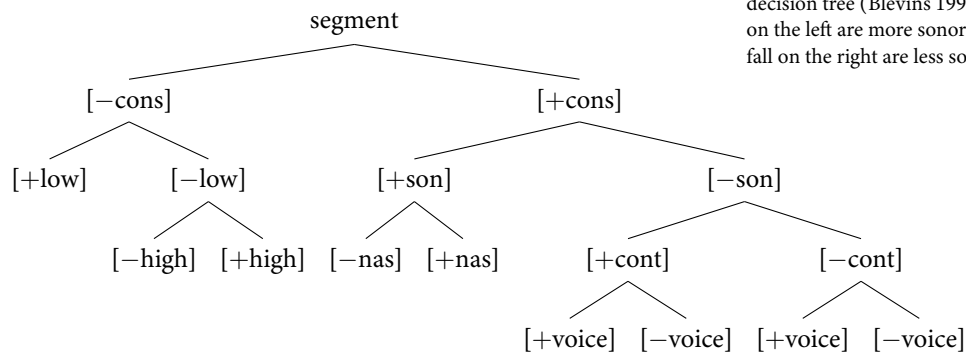 decision tree (Blevins 199
on the left are more sonor
fall on the right are less so
segment
[−cons] [+cons]
[+low] [−low] [+son] [−son]
[−high] [+high] [−nas] [+nas] [+cont] [−cont]
[+voice] [−voice] [+voice] [−voice]